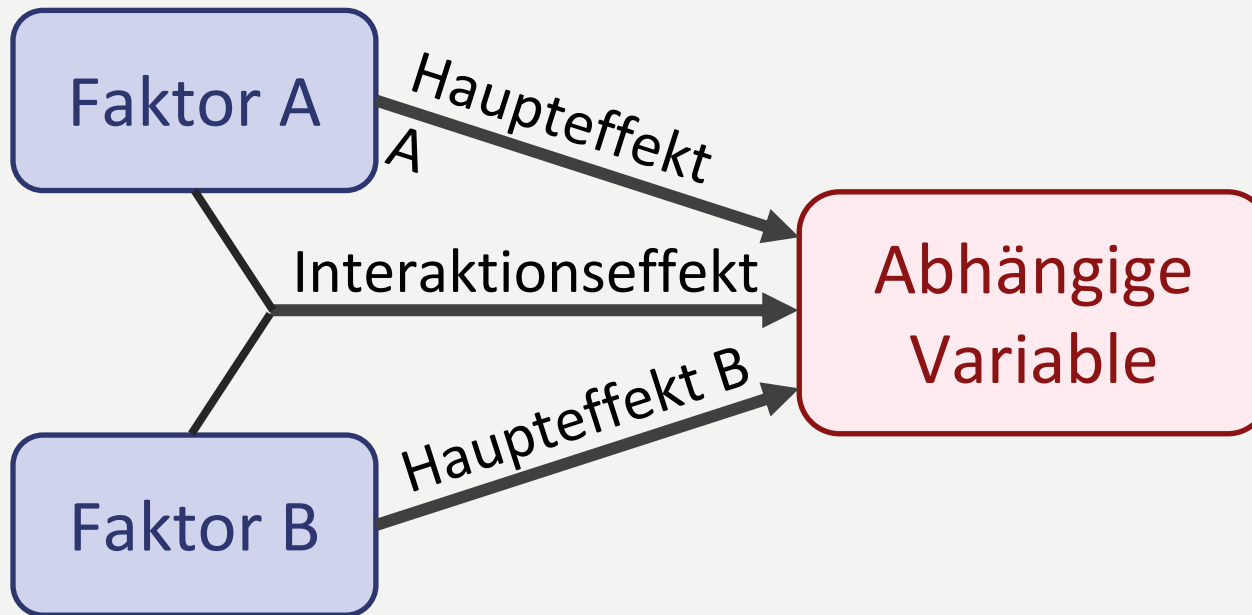 Faktor A
Haupteffekt
A
Interaktionseffekt
Abhängige
Variable
Haupteffekt B
Faktor B